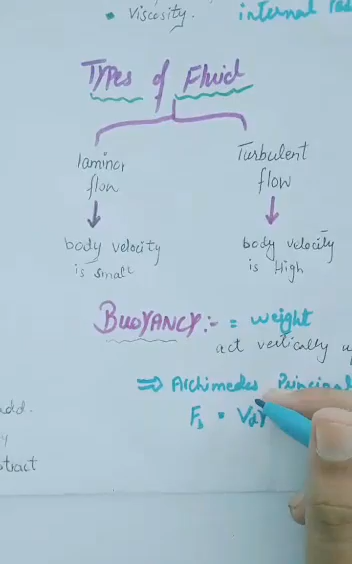 • Viscosity. internal
Types of Fluid
laminar
flow
Turbulent
flow
body velocity
is small
body velocity
is High
BUOYANCY :- = weight
act vertically
⇒ Archimedes Principal
add.